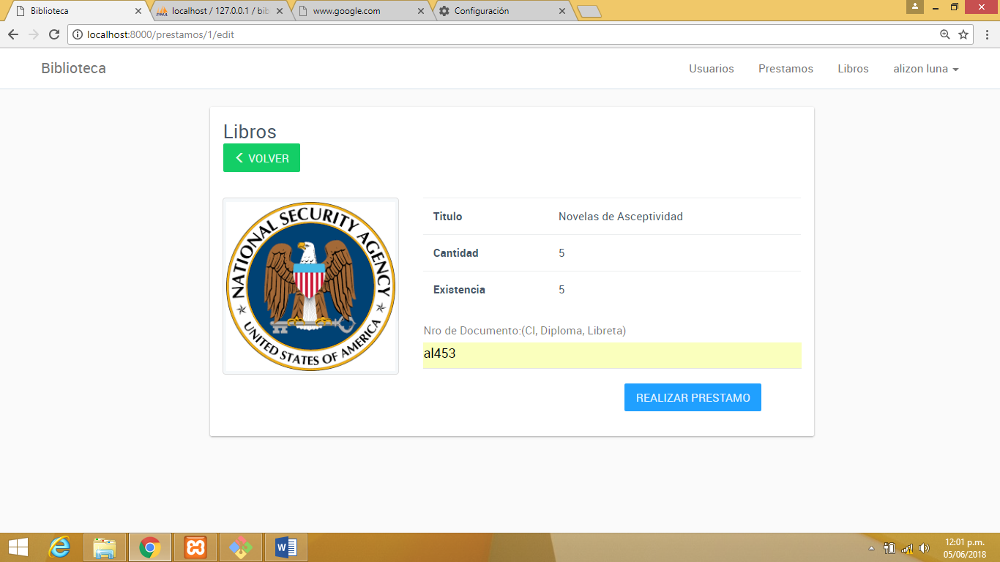 Biblioteca
localhost / 127.0.0.1 / bib
www.google.com
Configuración
localhost:8000/prestamos/1/edit
Biblioteca
Usuarios
Prestamos
Libros
alizon luna
Libros
VOLVER
NATIONAL SECURITY AGENCY
UNITED STATES OF AMERICA
Titulo Novelas de Asceptividad
Cantidad 5
Existencia 5
Nro de Documento:(CI, Diploma, Libreta)
al453
REALIZAR PRESTAMO
12:01 p.m.
05/06/2018